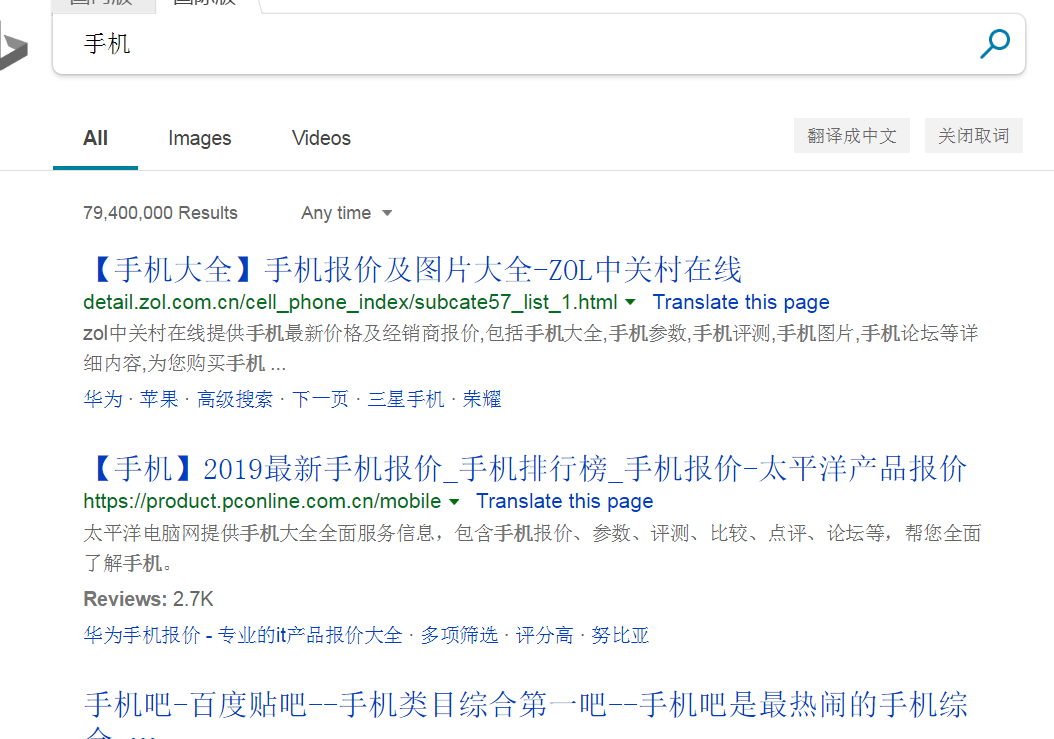 国内版 国际版
手机
All Images Videos 翻译成中文 关闭取词
79,400,000 Results Any time
【手机大全】手机报价及图片大全-ZOL中关村在线
detail.zol.com.cn/cell_phone_index/subcate57_list_1.html Translate this page
zol中关村在线提供手机最新价格及经销商报价,包括手机大全,手机参数,手机评测,手机图片,手机论坛等详
细内容,为您购买手机 ...
华为 · 苹果 · 高级搜索 · 下一页 · 三星手机 · 荣耀
【手机】2019最新手机报价_手机排行榜_手机报价-太平洋产品报价
https://product.pconline.com.cn/mobile Translate this page
太平洋电脑网提供手机大全全面服务信息，包含手机报价、参数、评测、比较、点评、论坛等，帮您全面
了解手机。
Reviews: 2.7K
华为手机报价 - 专业的it产品报价大全 · 多项筛选 · 评分高 · 努比亚
手机吧-百度贴吧--手机类目综合第一吧--手机吧是最热闹的手机综
合 ...